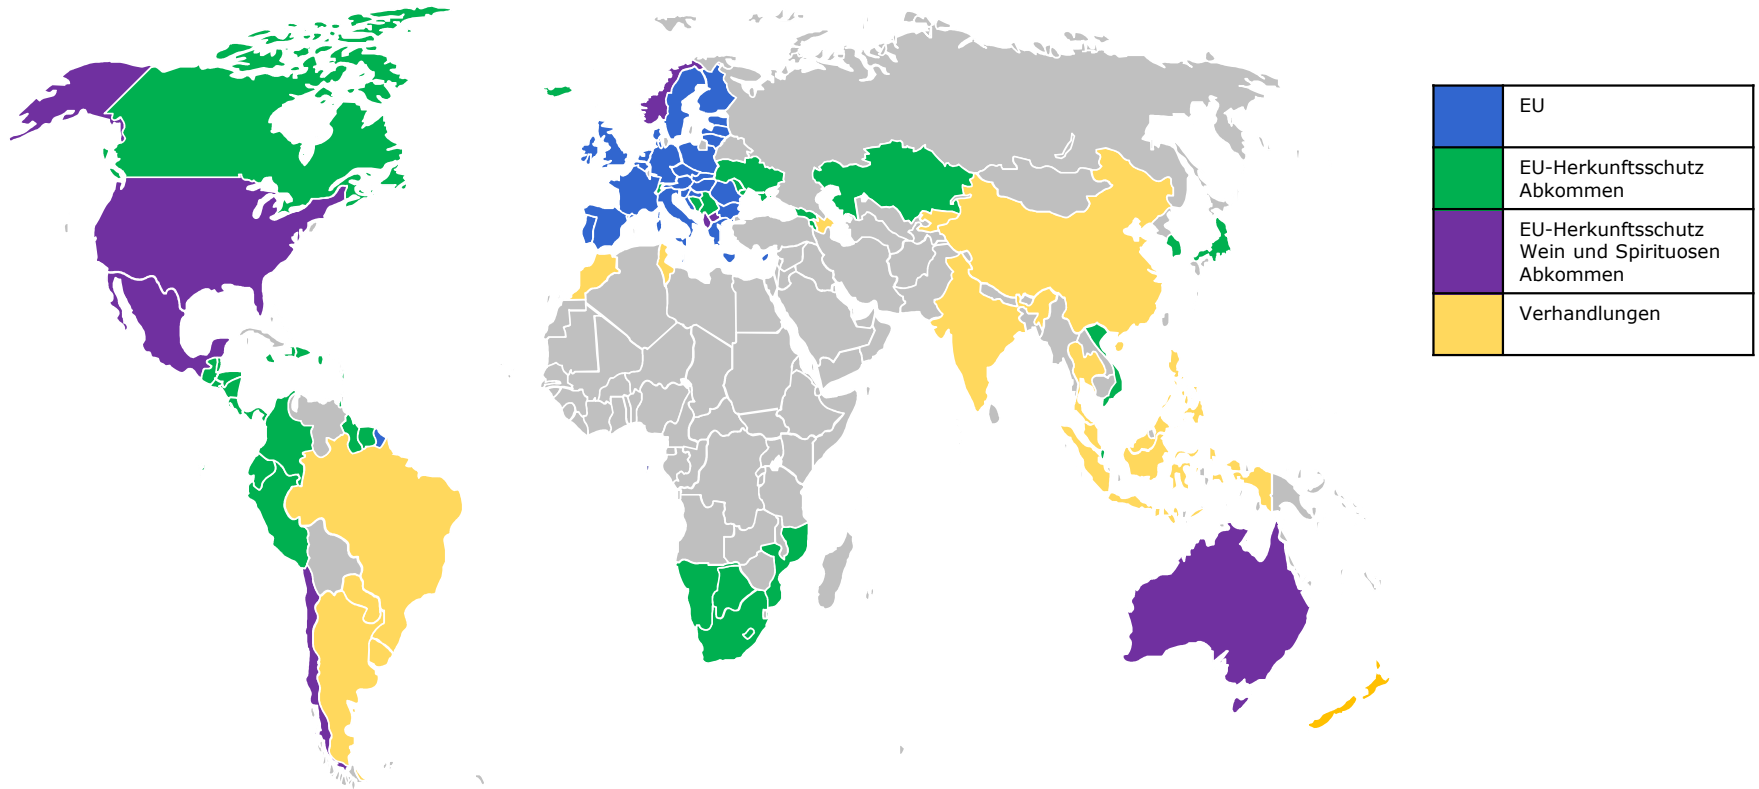 EU
EU-Herkunftsschutz
Abkommen
EU-Herkunftsschutz
Wein und Spirituosen
Abkommen
Verhandlungen